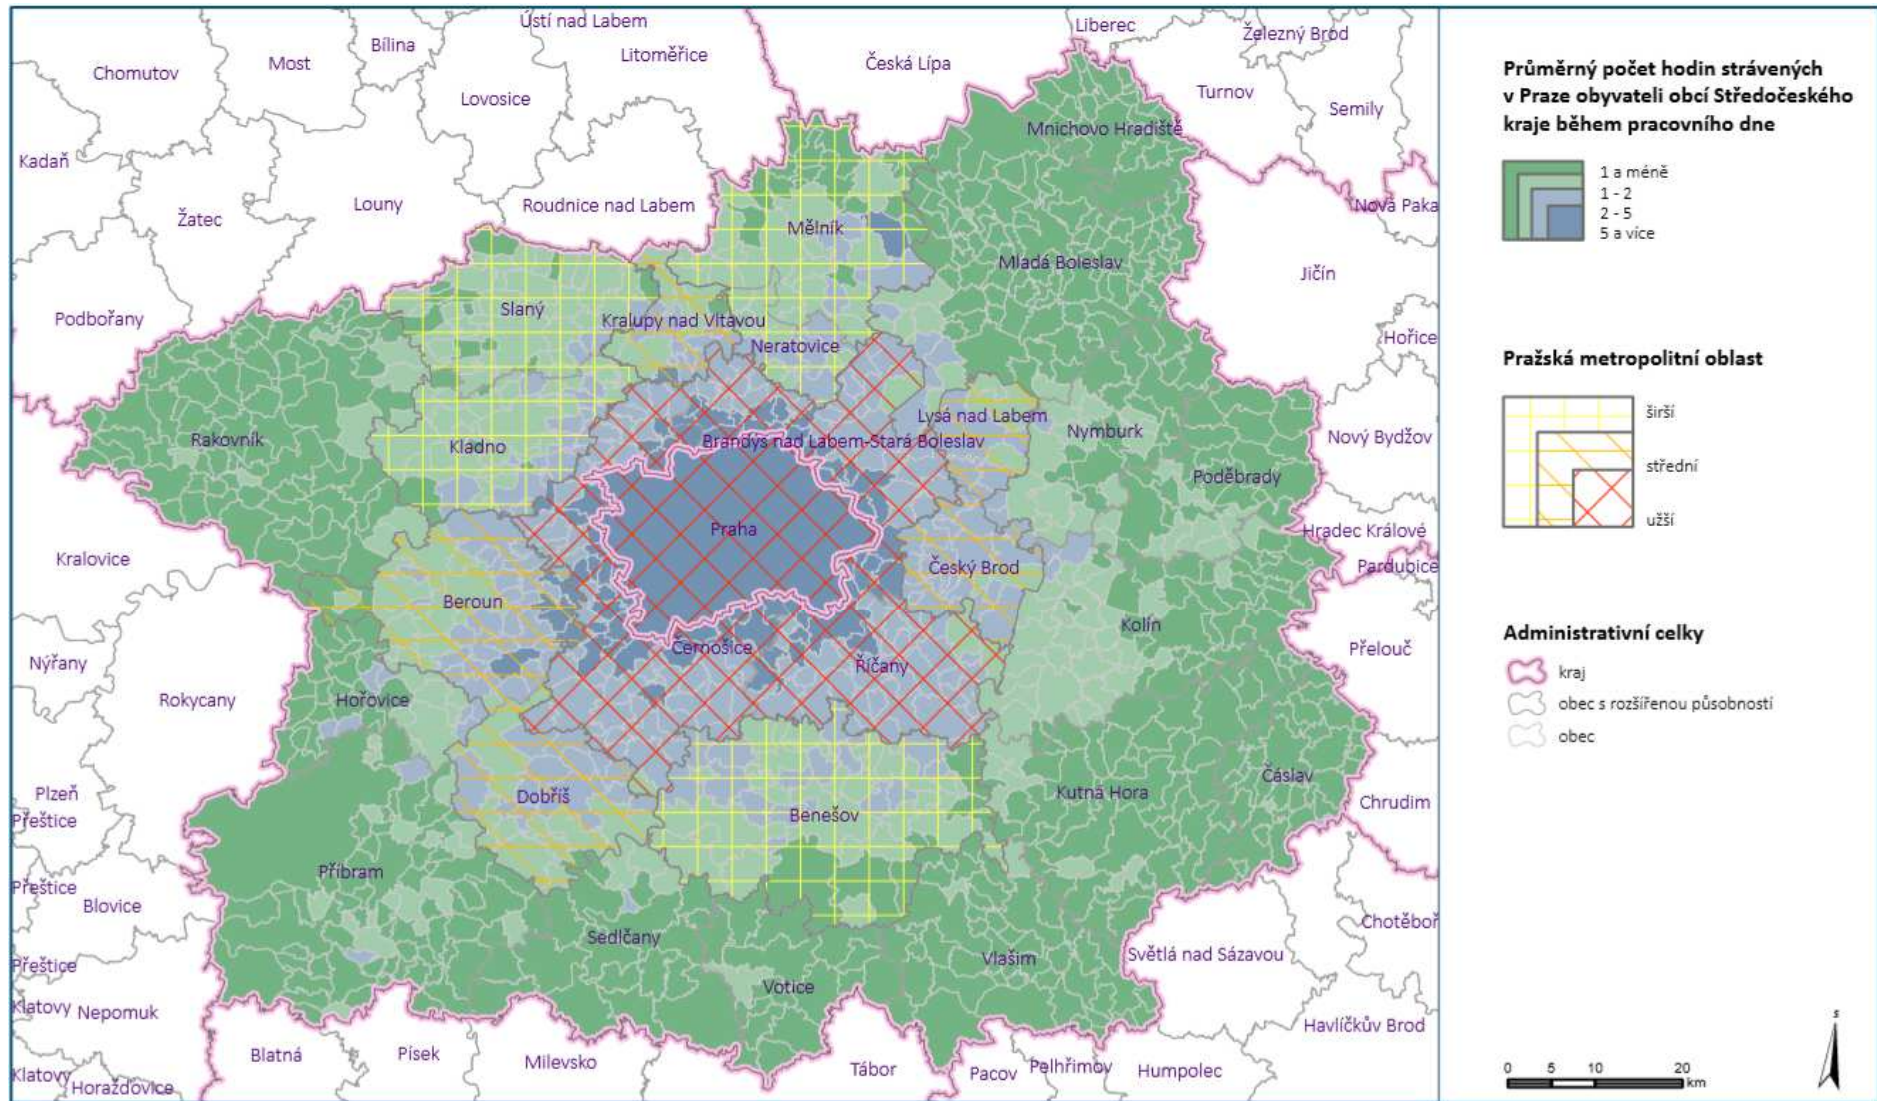 Ústí nad Labem
Liberec
Železný Brod
Bílina
Most
Litoměřice
Česká Lípa
Chomutov
Lovosice
Turnov
Semily
Mnichovo Hradiště
Kadaň
Žatec
Louny
Roudnice nad Labem
Nová Paka
Mělník
Mladá Boleslav
Jičín
Podbořany
Slaný
Kralupy nad Vltavou
Neratovice
Hořice
Lysá nad Labem
Rakovník
Kladno
Brandýs nad Labem-Stará Boleslav
Nymburk
Nový Bydžov
Poděbrady
Praha
Hradec Králové
Kralovice
Český Brod
Pardubice
Beroun
Kolín
Černošice
Říčany
Přelouč
Nýřany
Rokycany
Hořovice
Plzeň
Přeštice
Dobříš
Benešov
Kutná Hora
Čáslav
Chrudim
Příbram
Přeštice
Blovice
Chotěboř
Sedlčany
Vlašim
Světlá nad Sázavou
Přeštice
Klatovy
Nepomuk
Votice
Havlíčkův Brod
Blatná
Písek
Milevsko
Tábor
Pacov
Pelhřimov
Humpolec
Klatovy
Horažďovice
Průměrný počet hodin strávených
v Praze obyvateli obcí Středočeského
kraje během pracovního dne
1 a méně
1 - 2
2 - 5
5 a více
Pražská metropolitní oblast
širší
střední
užší
Administrativní celky
kraj
obec s rozšířenou působností
obec
s
0 5 10 20
km